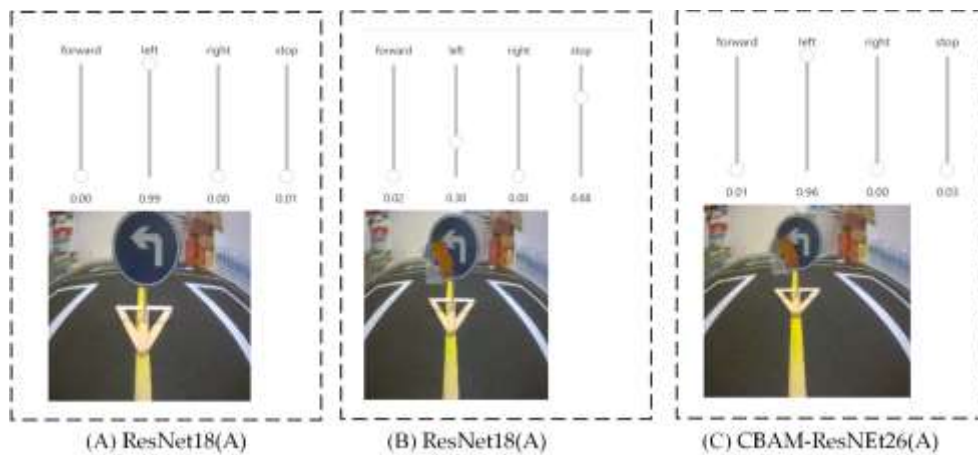 forward left right stop
0.00 0.99 0.00 0.01
(A) ResNet18(A)
forward left right stop
0.02 0.30 0.00 0.68
(B) ResNet18(A)
forward left right stop
0.01 0.96 0.00 0.03
(C) CBAM-ResNEt26(A)